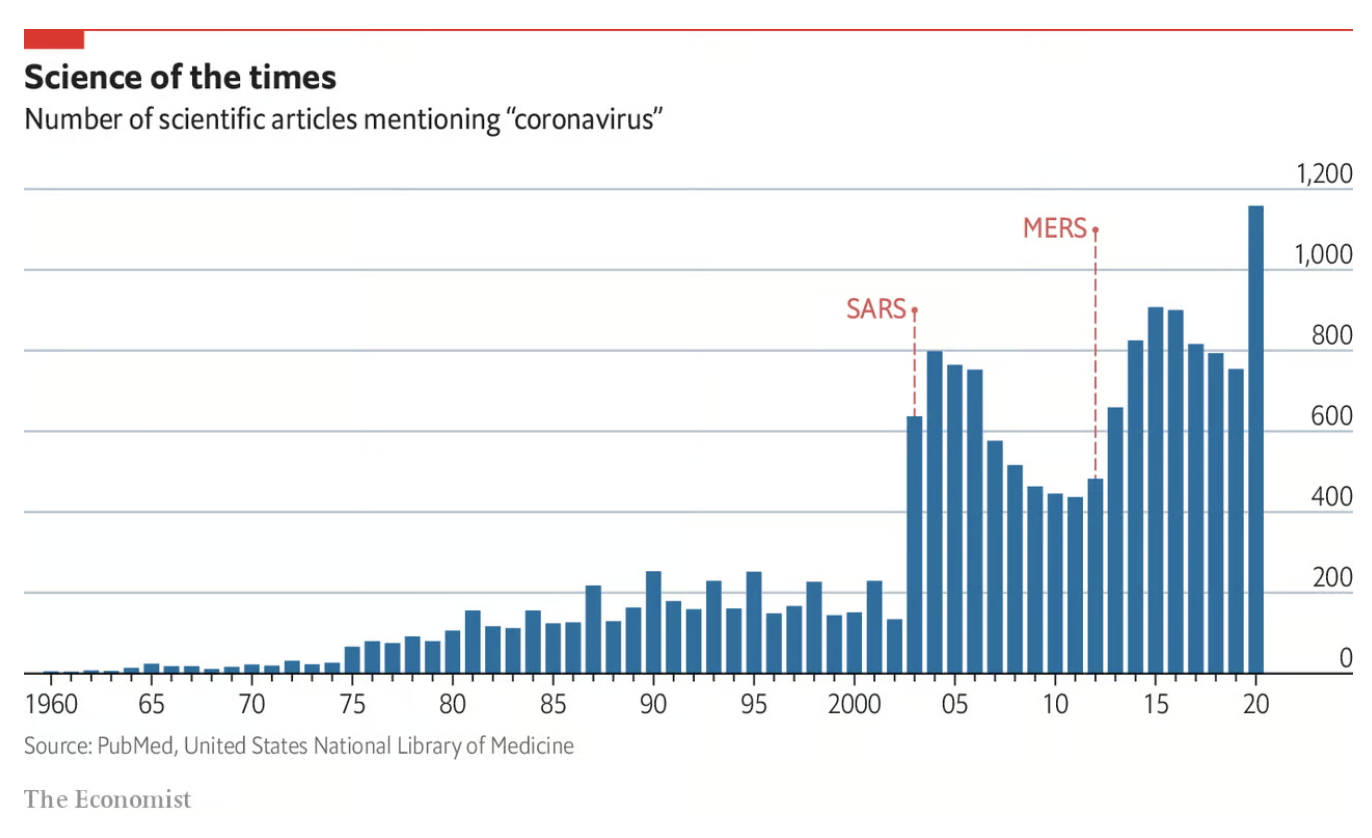 Science of the times
Number of scientific articles mentioning “coronavirus”
1,200
MERS
1,000
SARS
800
600
400
200
0
1960 65 70 75 80 85 90 95 2000 05 10 15 20
Source: PubMed, United States National Library of Medicine
The Economist